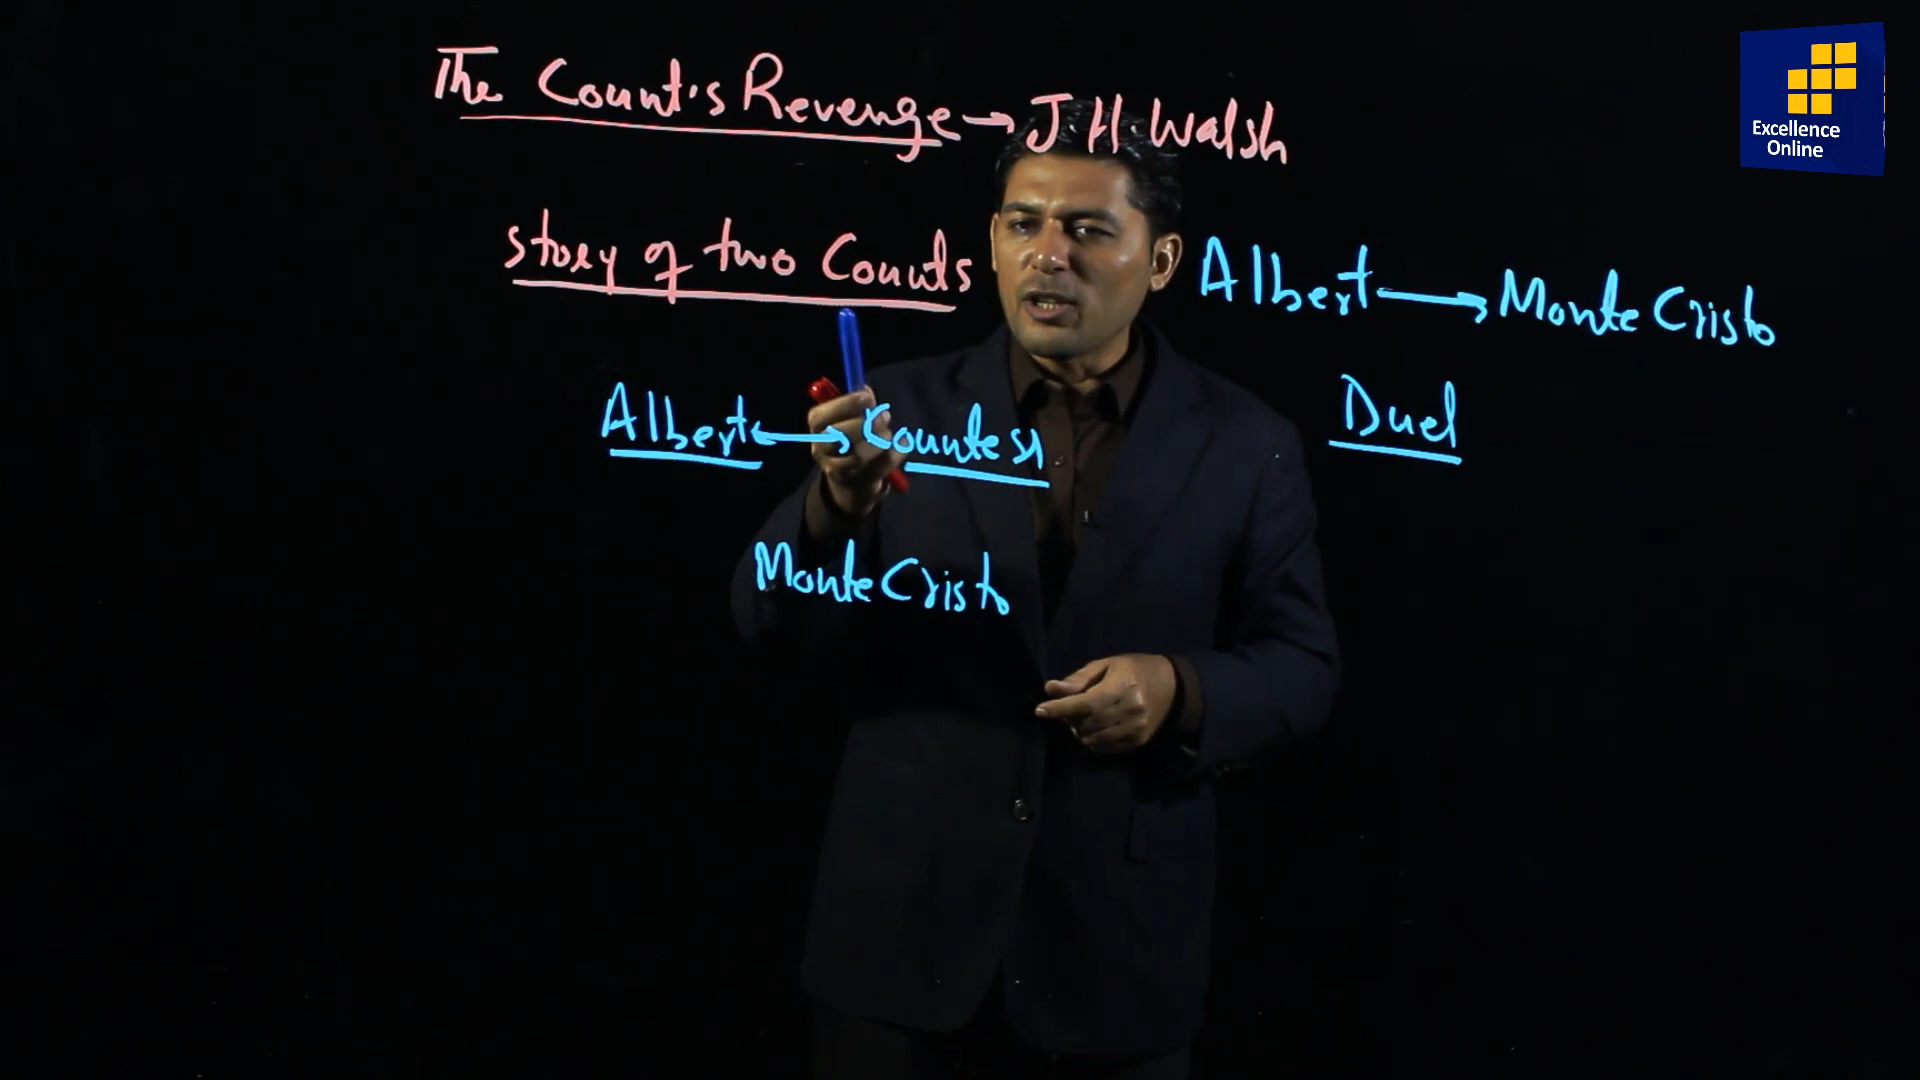 The Count's Revenge → J.H. Walsh
Story of two Counts
Albert → Monte Cristo
Albert ↔ Countess
Duel
Monte Cristo
Excellence
Online